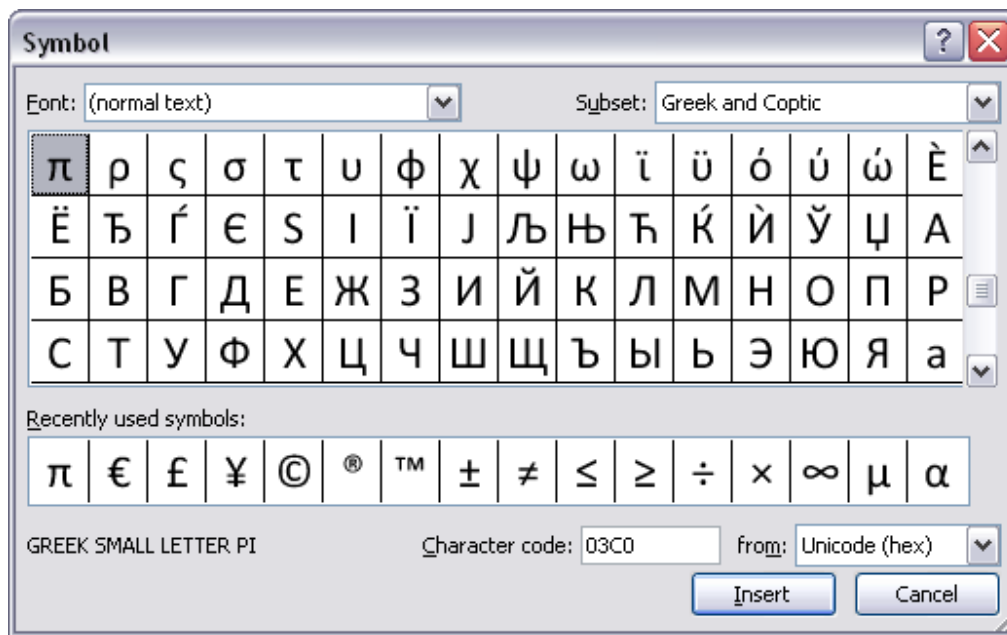 Symbol
Font: (normal text) Subset: Greek and Coptic
π ρ ς σ τ υ φ χ ψ ω ϊ ϋ ό ύ ώ Ѐ
Ё Ђ Ѓ Є Ѕ І Ї Ј Љ Њ Ћ Ќ Ѝ Ў Џ А
Б В Г Д Е Ж З И Й К Л М Н О П Р
С Т У Ф Х Ц Ч Ш Щ Ъ Ы Ь Э Ю Я а
Recently used symbols:
π € £ ¥ © ® ™ ± ≠ ≤ ≥ ÷ × ∞ µ α
GREEK SMALL LETTER PI Character code: 03C0 from: Unicode (hex)
Insert Cancel